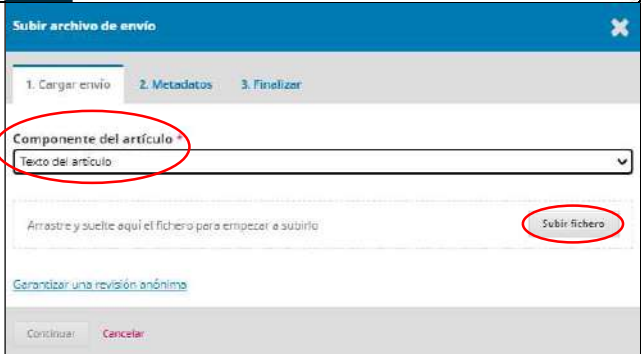 Subir archivo de envío
1. Cargar envío 2. Metadatos 3. Finalizar
Componente del artículo *
Texto del artículo
Arrastre y suelte aquí el fichero para empezar a subirlo Subir fichero
Garantizar una revisión anónima
Continuar Cancelar